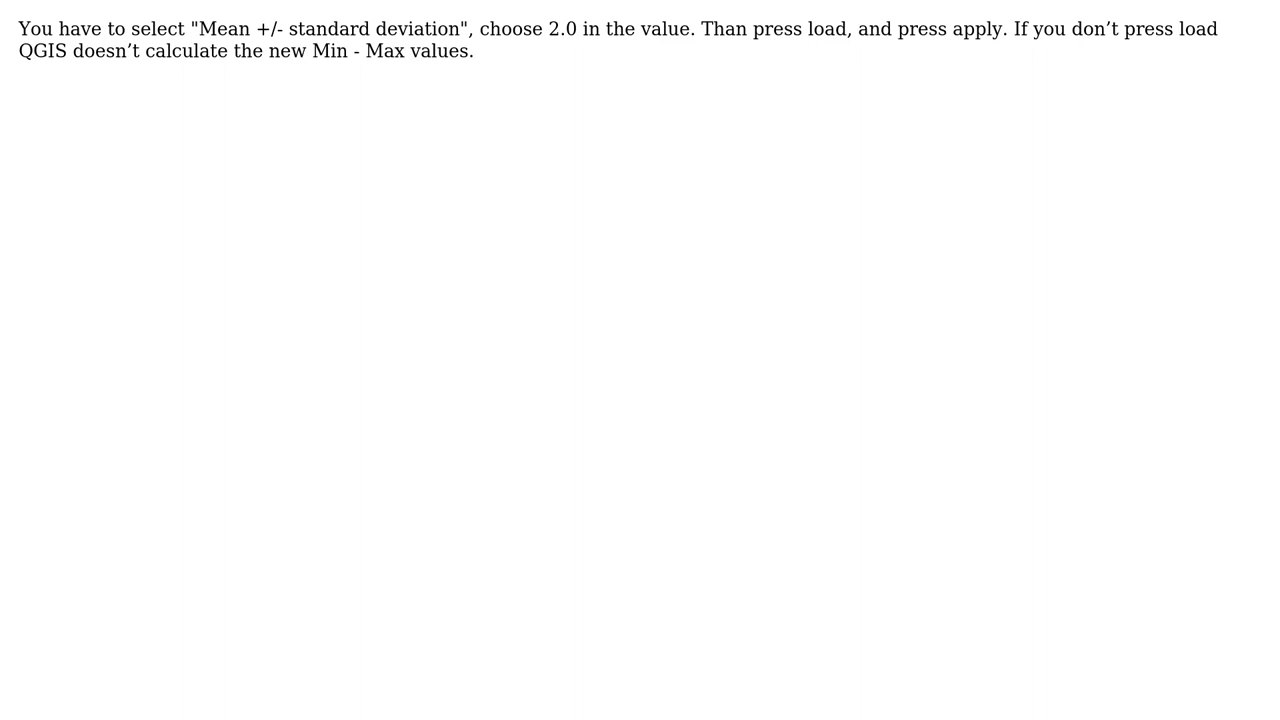 You have to select "Mean +/- standard deviation", choose 2.0 in the value. Than press load, and press apply. If you don’t press load
QGIS doesn’t calculate the new Min - Max values.